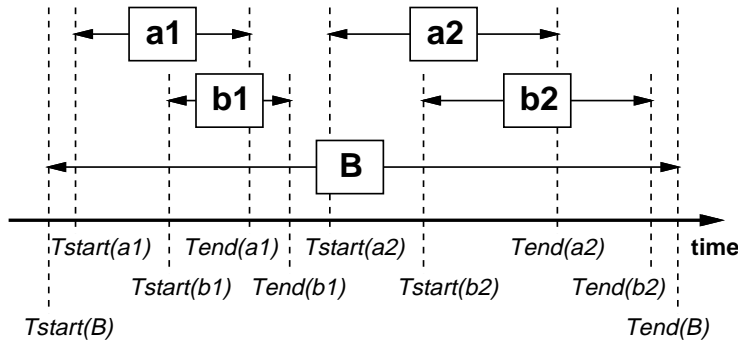 a1 a2
b1 b2
B
Tstart(a1) Tend(a1) Tstart(a2) Tend(a2) time
Tstart(b1) Tend(b1) Tstart(b2) Tend(b2)
Tstart(B) Tend(B)